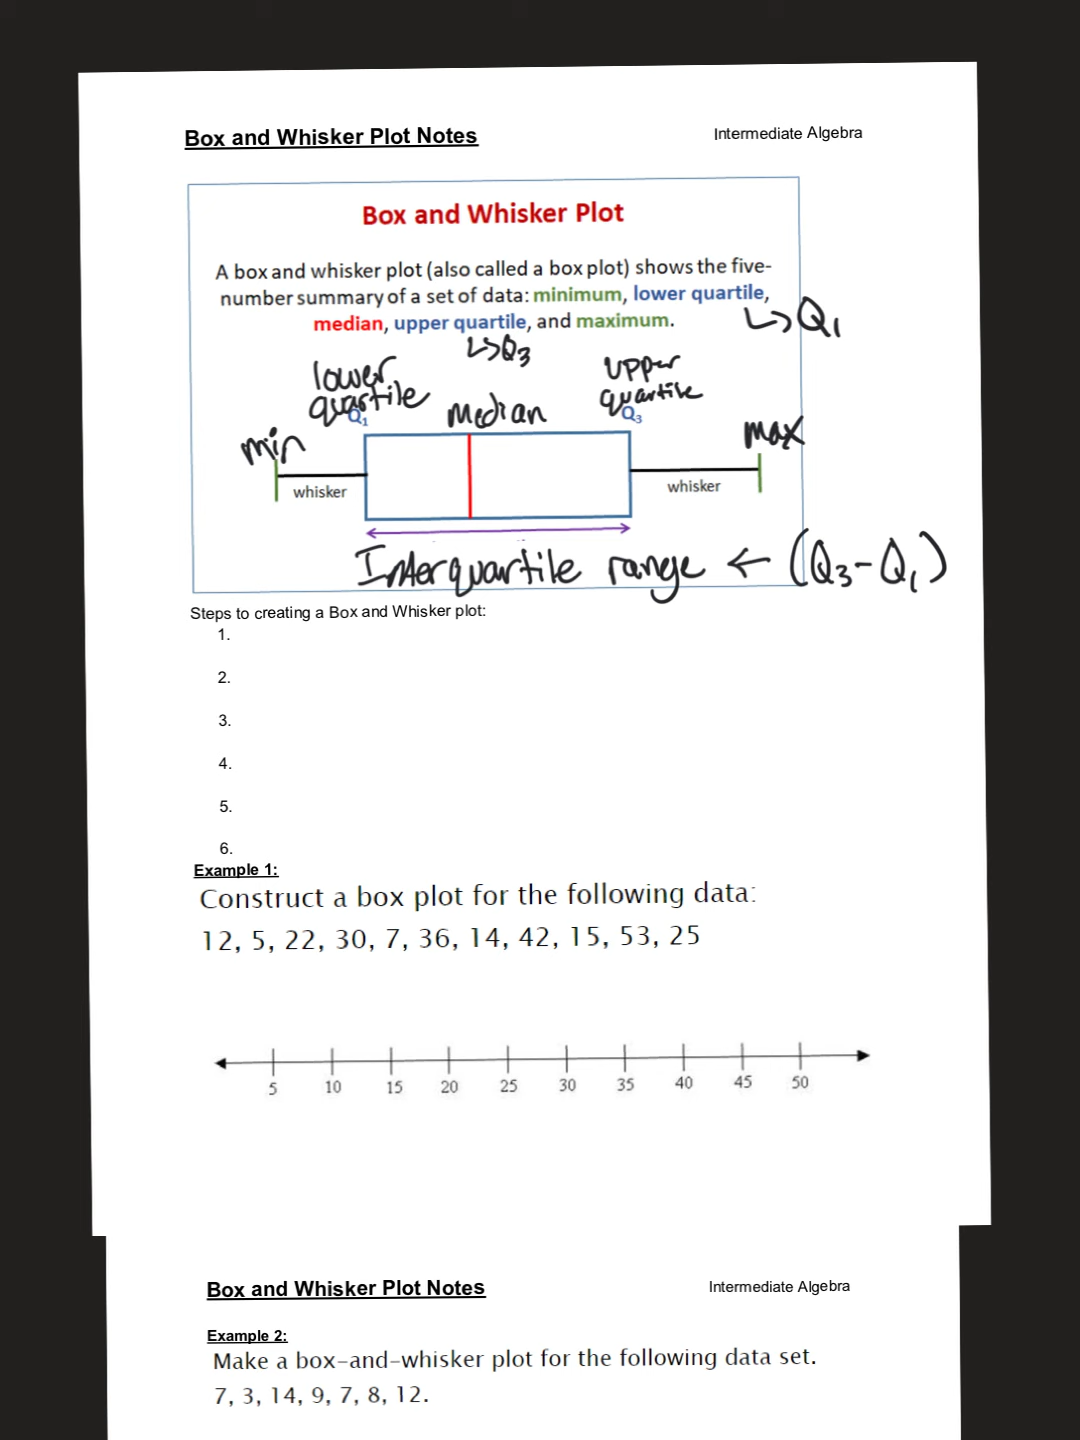 Box and Whisker Plot Notes
Intermediate Algebra
Box and Whisker Plot
A box and whisker plot (also called a box plot) shows the five-
number summary of a set of data: minimum, lower quartile,
median, upper quartile, and maximum.
↳Q1
↳Q3
lower
quartile
Q1
Median
upper
quartile
Q3
min
max
whisker
whisker
Interquartile range ← (Q3-Q1)
Steps to creating a Box and Whisker plot:
1.
2.
3.
4.
5.
6.
Example 1:
Construct a box plot for the following data:
12, 5, 22, 30, 7, 36, 14, 42, 15, 53, 25
5 10 15 20 25 30 35 40 45 50
Box and Whisker Plot Notes
Intermediate Algebra
Example 2:
Make a box-and-whisker plot for the following data set.
7, 3, 14, 9, 7, 8, 12.